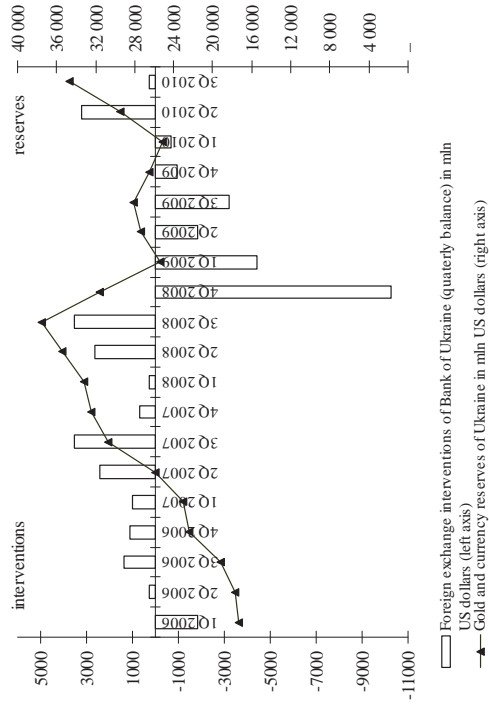 interventions
reserves
5000
3000
1000
-1000
-3000
-5000
-7000
-9000
-11000
40 000
36 000
32 000
28 000
24 000
20 000
16 000
12 000
8 000
4 000
–
1Q 2006
2Q 2006
3Q 2006
4Q 2006
1Q 2007
2Q 2007
3Q 2007
4Q 2007
1Q 2008
2Q 2008
3Q 2008
4Q 2008
1Q 2009
2Q 2009
3Q 2009
4Q 2009
1Q 2010
2Q 2010
3Q 2010
Foreign exchange interventions of Bank of Ukraine (quaterly balance) in mln
US dollars (left axis)
Gold and currency reserves of Ukraine in mln US dollars (right axis)